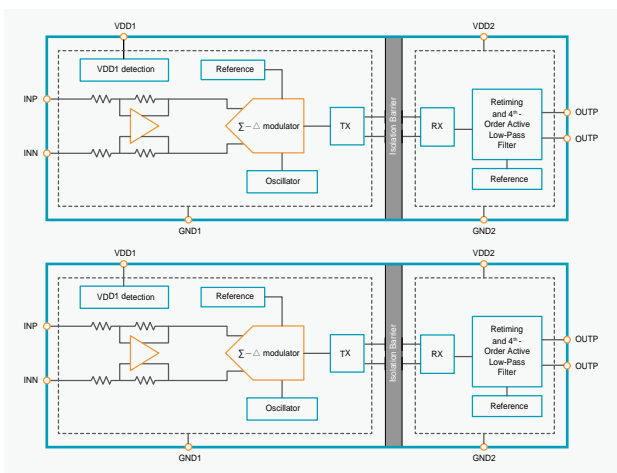 VDD1
VDD2
VDD1 detection
Reference
INP
INN
Σ−△ modulator
TX
Isolation Barrier
RX
Retiming
and 4th-
Order Active
Low-Pass
Filter
OUTP
OUTP
Oscillator
Reference
GND1
GND2
VDD1
VDD2
VDD1 detection
Reference
INP
INN
Σ−△ modulator
TX
Isolation Barrier
RX
Retiming
and 4th-
Order Active
Low-Pass
Filter
OUTP
OUTP
Oscillator
Reference
GND1
GND2